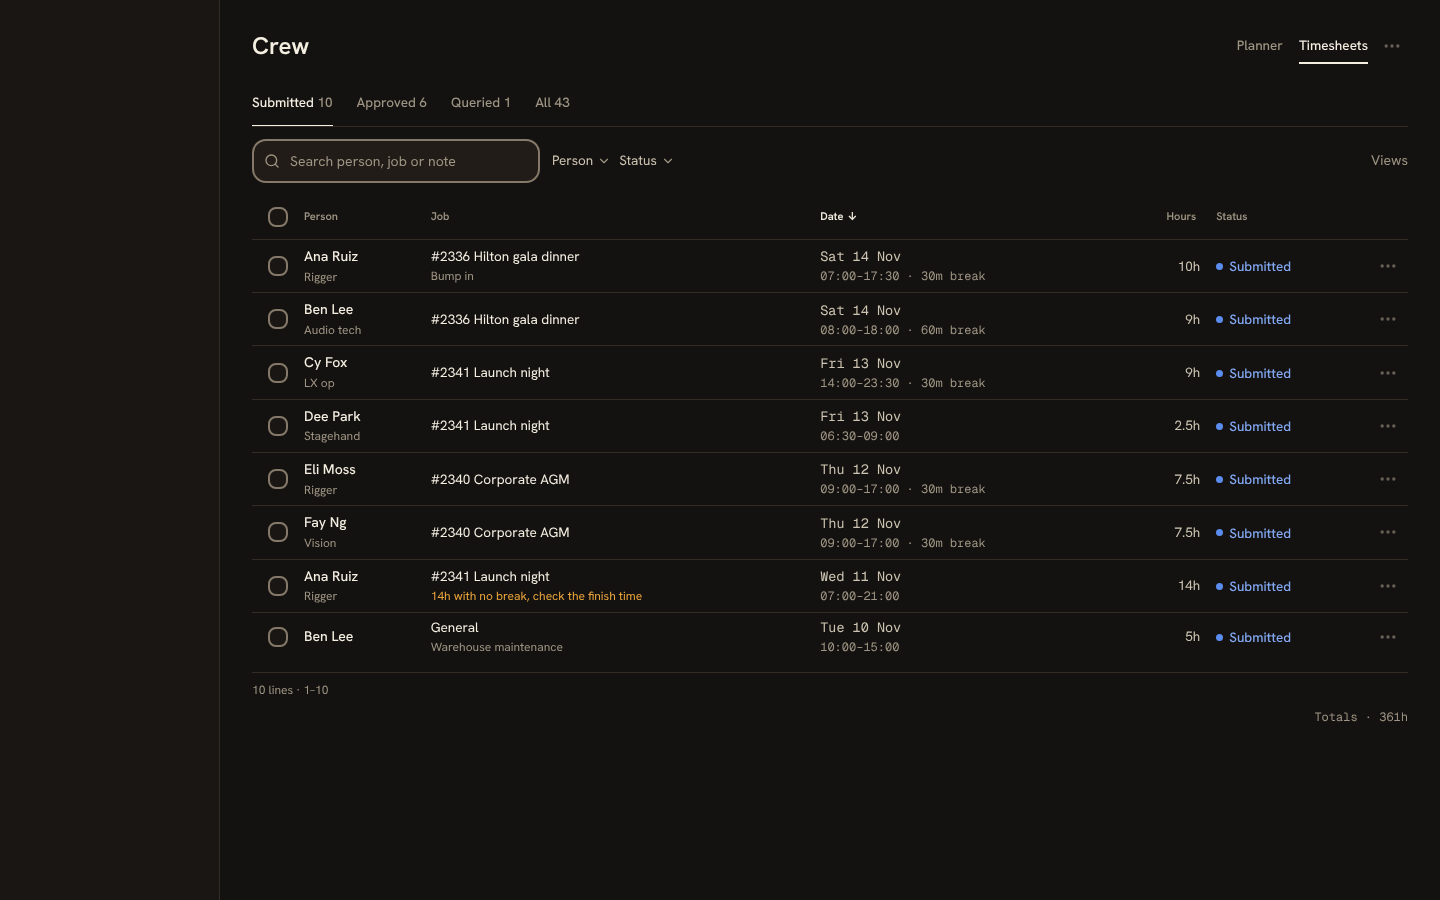 Crew
Planner Timesheets
Submitted 10 Approved 6 Queried 1 All 43
Search person, job or note Person Status Views
Person Job Date ↓ Hours Status
Ana Ruiz #2336 Hilton gala dinner Sat 14 Nov 10h Submitted
Rigger Bump in 07:00–17:30 · 30m break
Ben Lee #2336 Hilton gala dinner Sat 14 Nov 9h Submitted
Audio tech 08:00–18:00 · 60m break
Cy Fox #2341 Launch night Fri 13 Nov 9h Submitted
LX op 14:00–23:30 · 30m break
Dee Park #2341 Launch night Fri 13 Nov 2.5h Submitted
Stagehand 06:30–09:00
Eli Moss #2340 Corporate AGM Thu 12 Nov 7.5h Submitted
Rigger 09:00–17:00 · 30m break
Fay Ng #2340 Corporate AGM Thu 12 Nov 7.5h Submitted
Vision 09:00–17:00 · 30m break
Ana Ruiz #2341 Launch night Wed 11 Nov 14h Submitted
Rigger 14h with no break, check the finish time 07:00–21:00
Ben Lee General Tue 10 Nov 5h Submitted
Warehouse maintenance 10:00–15:00
10 lines · 1–10
Totals · 361h